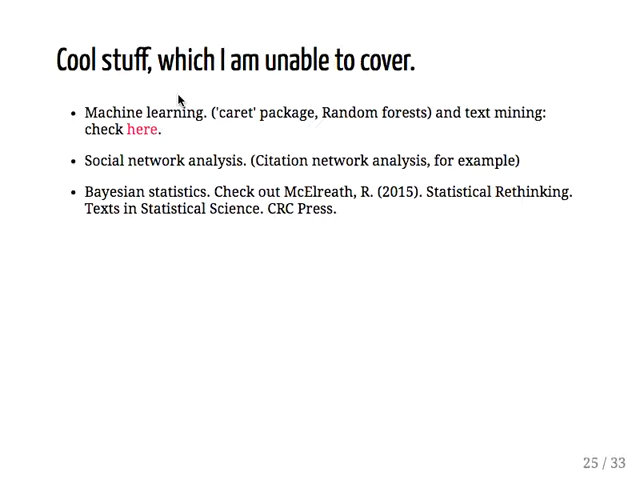 Cool stuff, which I am unable to cover.
• Machine learning. ('caret' package, Random forests) and text mining:
check here.
• Social network analysis. (Citation network analysis, for example)
• Bayesian statistics. Check out McElreath, R. (2015). Statistical Rethinking.
Texts in Statistical Science. CRC Press.
25 / 33